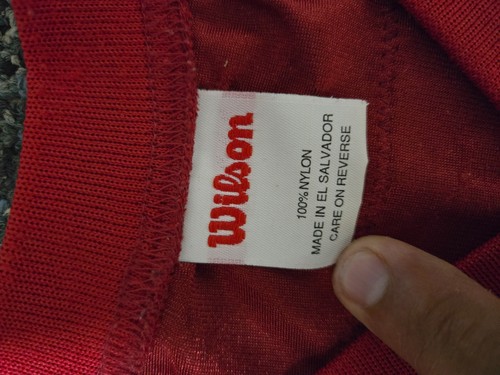 Wilson
100% NYLON
MADE IN EL SALVADOR
CARE ON REVERSE